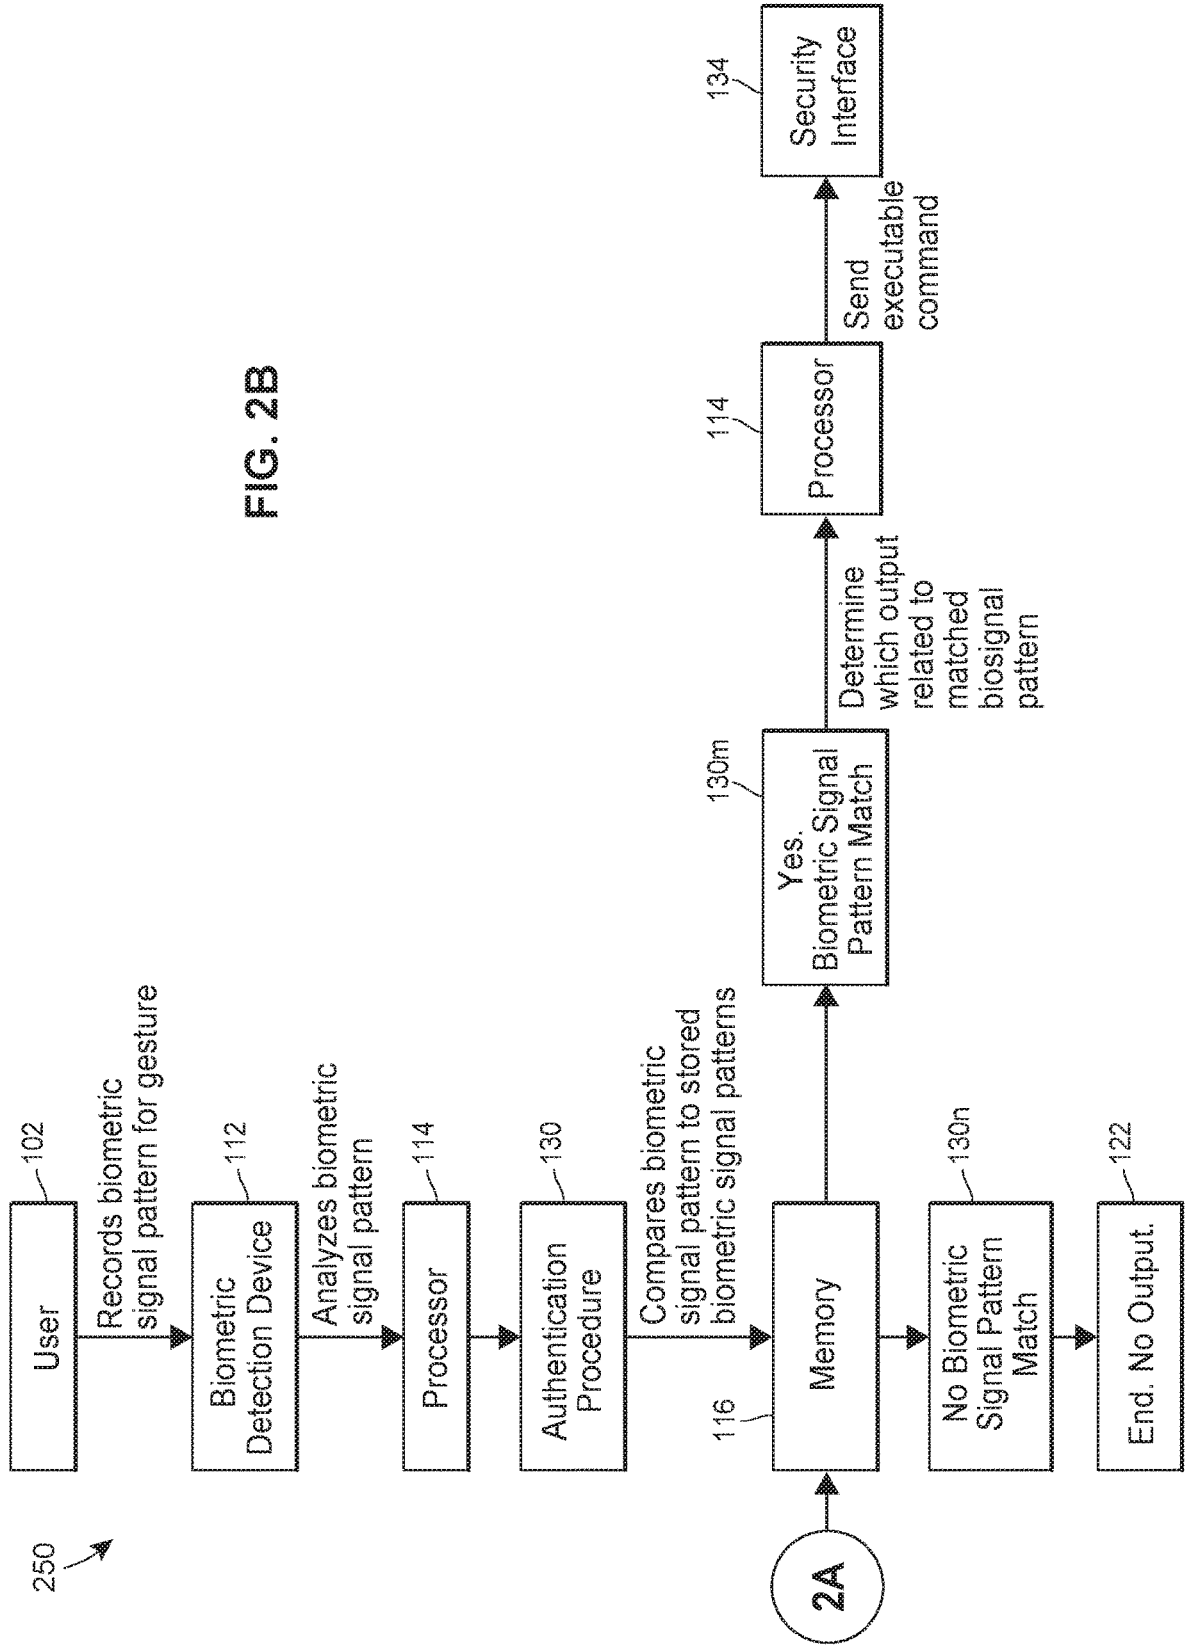 250
102
User
Records biometric
signal pattern for gesture
112
Biometric
Detection Device
Analyzes biometric
signal pattern
114
Processor
130
Authentication
Procedure
Compares biometric
signal pattern to stored
biometric signal patterns
2A
116
Memory
130n
No Biometric
Signal Pattern
Match
122
End. No Output.
130m
Yes.
Biometric Signal
Pattern Match
Determine
which output
related to
matched
biosignal
pattern
114
Processor
Send
executable
command
134
Security
Interface
FIG. 2B